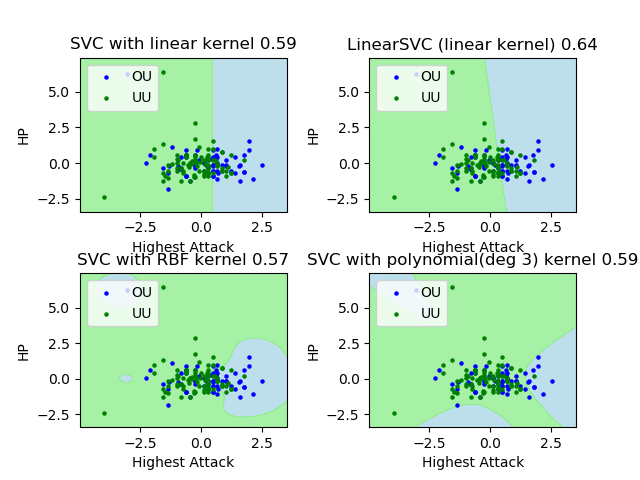 SVC with linear kernel 0.59
LinearSVC (linear kernel) 0.64
OU
UU
OU
UU
5.0
2.5
0.0
−2.5
HP
5.0
2.5
0.0
−2.5
HP
−2.5
0.0
2.5
−2.5
0.0
2.5
Highest Attack
Highest Attack
SVC with RBF kernel 0.57
SVC with polynomial(deg 3) kernel 0.59
OU
UU
OU
UU
5.0
2.5
0.0
−2.5
HP
5.0
2.5
0.0
−2.5
HP
−2.5
0.0
2.5
−2.5
0.0
2.5
Highest Attack
Highest Attack